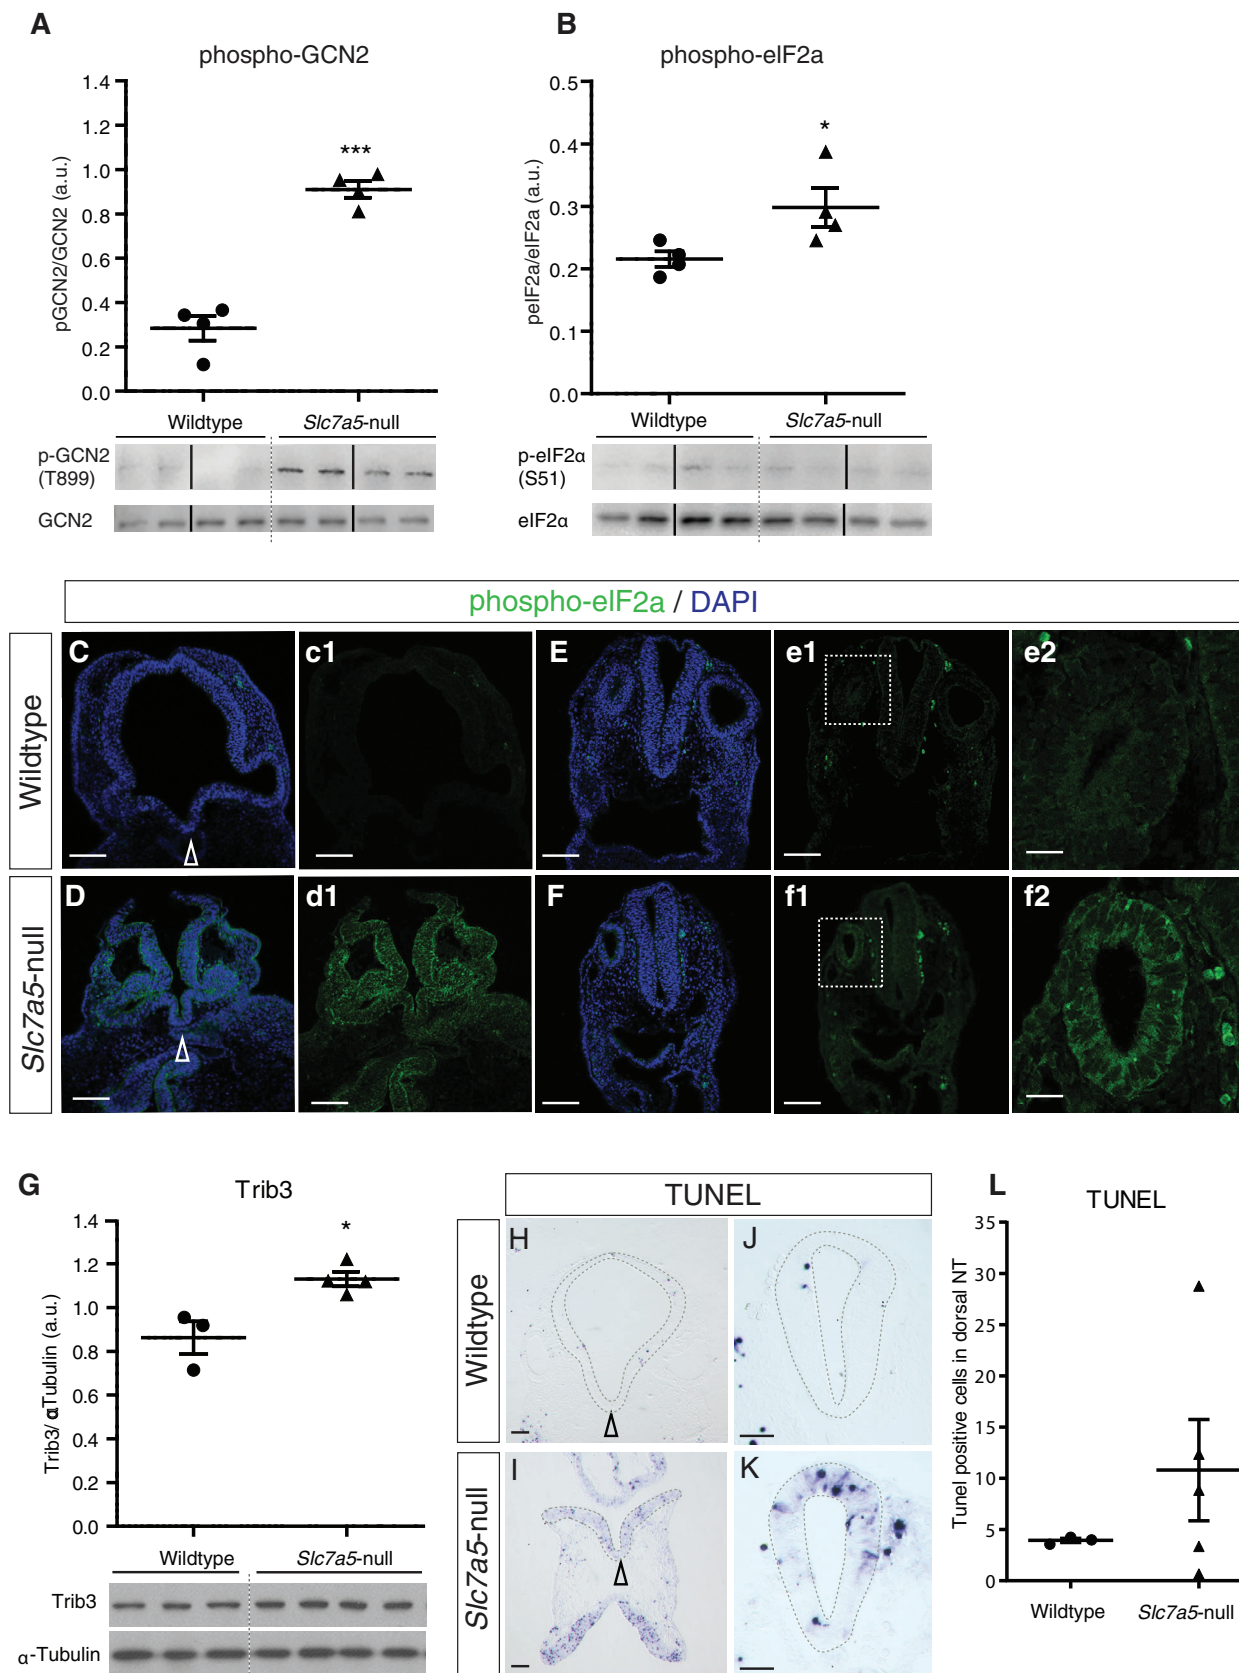 A
phospho-GCN2
pGCN2/GCN2 (a.u.)
1.4
1.2
1.0
0.8
0.6
0.4
0.2
0.0
***
Wildtype
Slc7a5-null
p-GCN2
(T899)
GCN2
B
phospho-eIF2a
peIF2a/eIF2a (a.u.)
0.5
0.4
0.3
0.2
0.1
0.0
*
Wildtype
Slc7a5-null
p-eIF2α
(S51)
eIF2α
phospho-eIF2a / DAPI
Wildtype
C
c1
E
e1
e2
Slc7a5-null
D
d1
F
f1
f2
G
Trib3
Trib3/ αTubulin (a.u.)
1.4
1.2
1.0
0.8
0.6
0.4
0.2
0.0
*
Wildtype
Slc7a5-null
Trib3
α-Tubulin
TUNEL
Wildtype
H
J
Slc7a5-null
I
K
L
TUNEL
Tunel positive cells in dorsal NT
35
30
25
20
15
10
5
0
Wildtype
Slc7a5-null